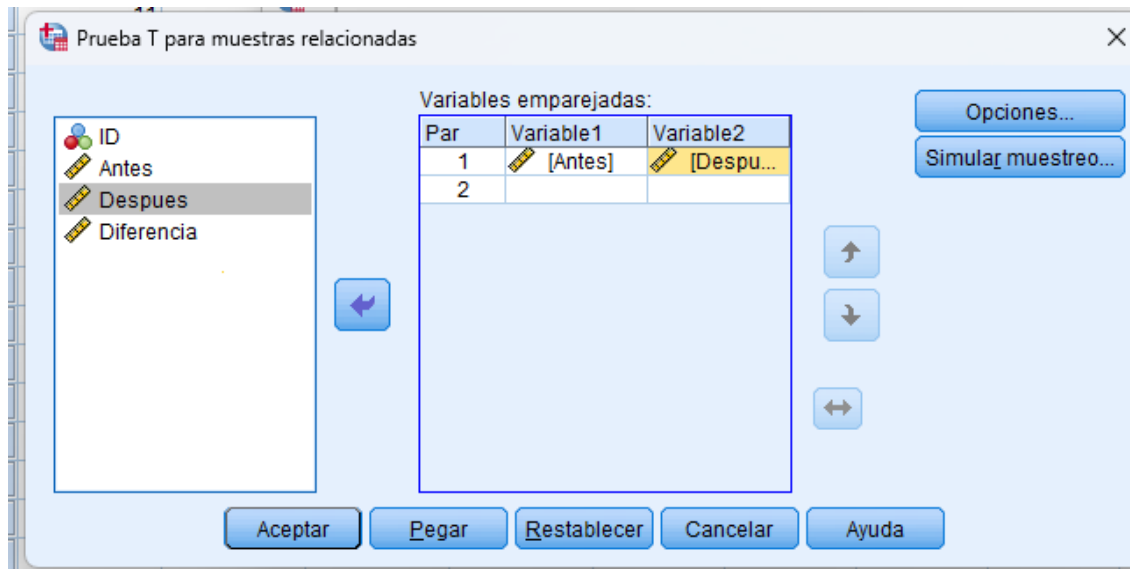 11
Prueba T para muestras relacionadas
Variables emparejadas:
ID
Antes
Despues
Diferencia
Par Variable1 Variable2
1 [Antes] [Despu...
2
Opciones...
Simular muestreo...
Aceptar Pegar Restablecer Cancelar Ayuda